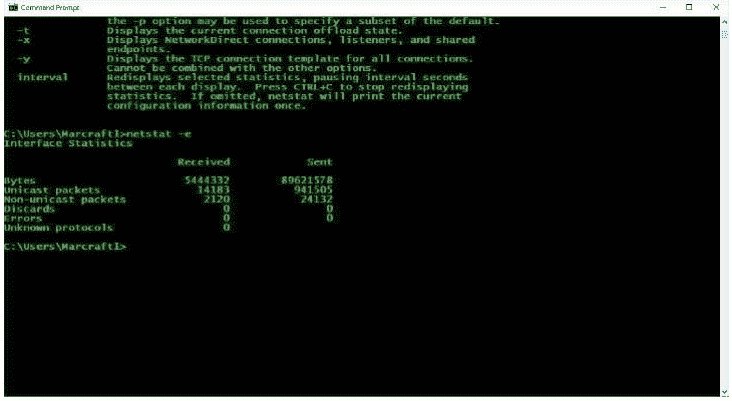 Command Prompt
the -p option may be used to specify a subset of the default.
-t Displays the current connection offload state.
-x Displays NetworkDirect connections, listeners, and shared
endpoints.
-y Displays the TCP connection template for all connections.
Cannot be combined with the other options.
interval Redisplays selected statistics, pausing interval seconds
between each display. Press CTRL+C to stop redisplaying
statistics. If omitted, netstat will print the current
configuration information once.
C:\Users\Marcraft1>netstat -e
Interface Statistics
Received Sent
Bytes 5444332 89621578
Unicast packets 14183 941505
Non-unicast packets 2120 24132
Discards 0 0
Errors 0 0
Unknown protocols 0
C:\Users\Marcraft1>